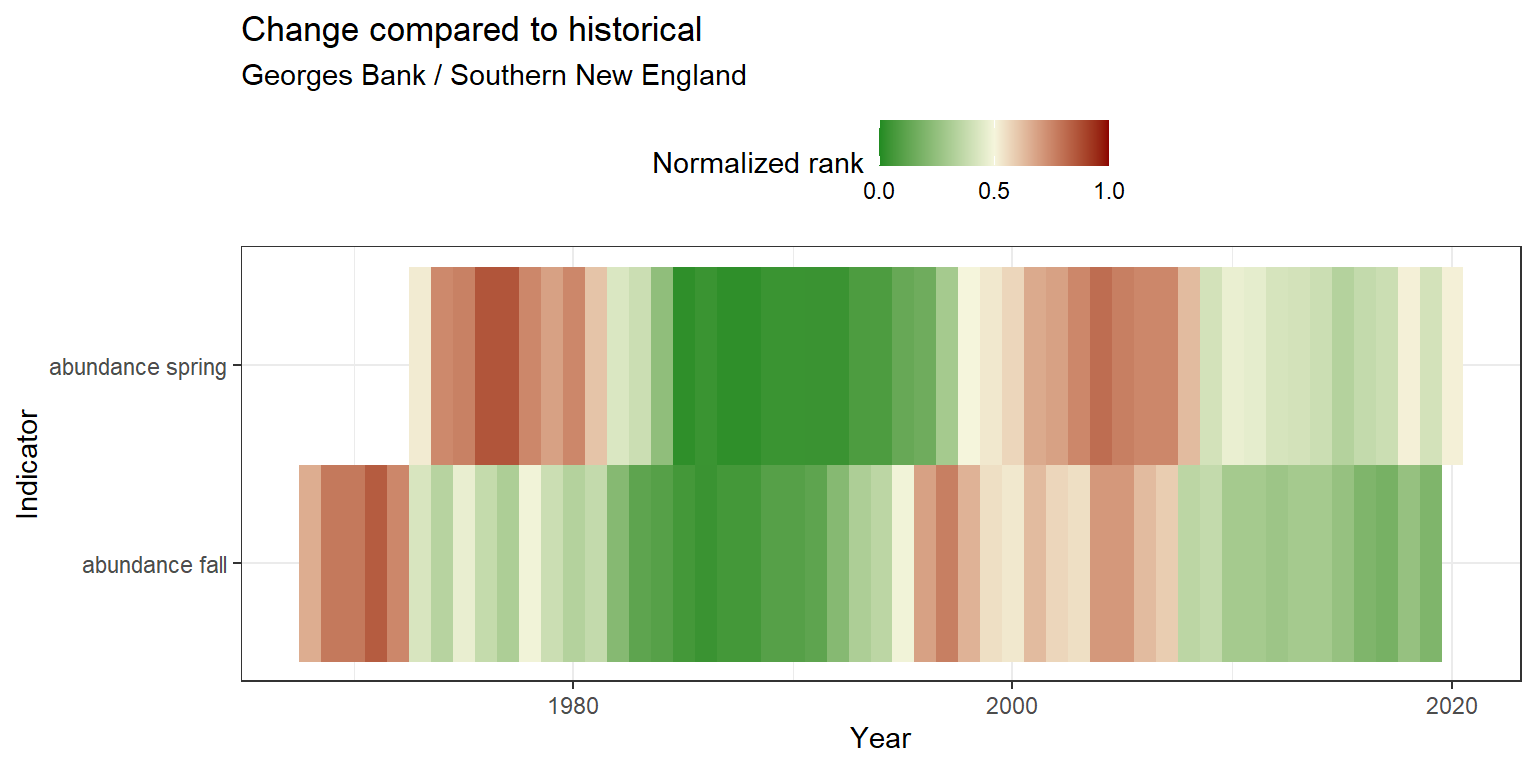 Change compared to historical
Georges Bank / Southern New England
Normalized rank
0.0 0.5 1.0
Indicator
abundance spring
abundance fall
1980 2000 2020
Year